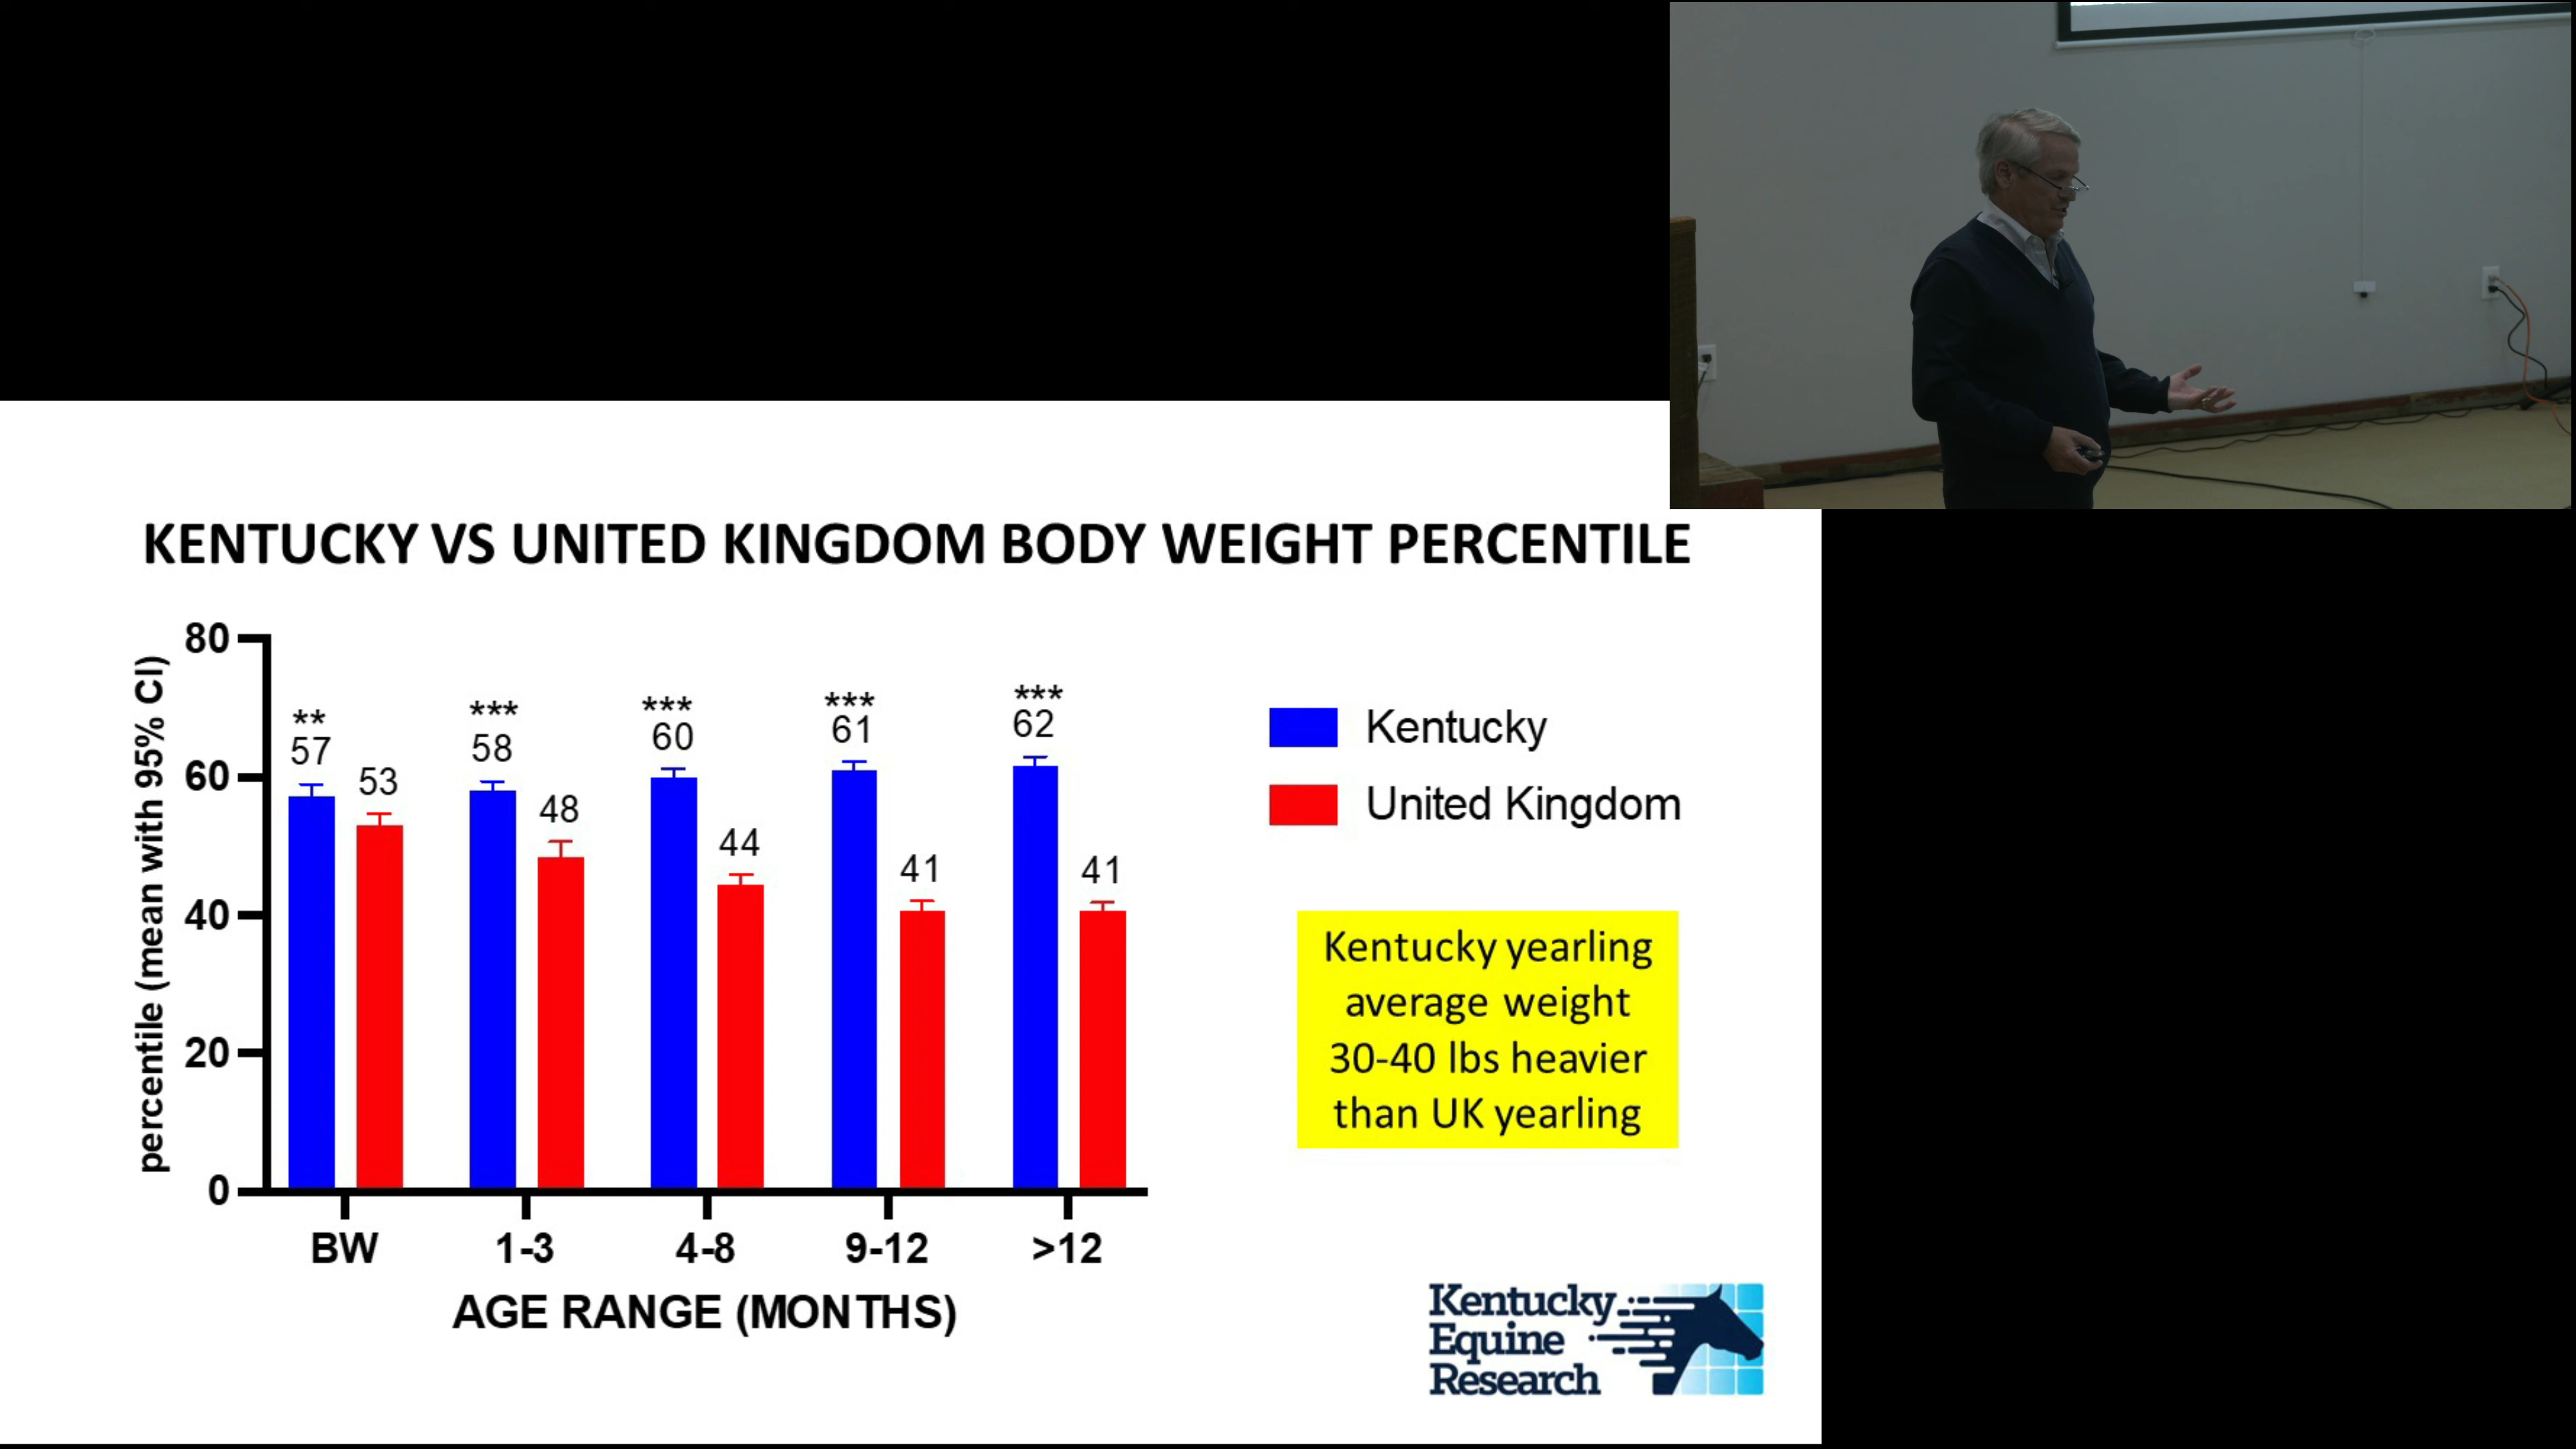 KENTUCKY VS UNITED KINGDOM BODY WEIGHT PERCENTILE
percentile (mean with 95% CI)
80
60
40
20
0
**
57
53
***
58
48
***
60
44
***
61
41
***
62
41
BW
1-3
4-8
9-12
>12
AGE RANGE (MONTHS)
Kentucky
United Kingdom
Kentucky yearling
average weight
30-40 lbs heavier
than UK yearling
Kentucky
Equine
Research